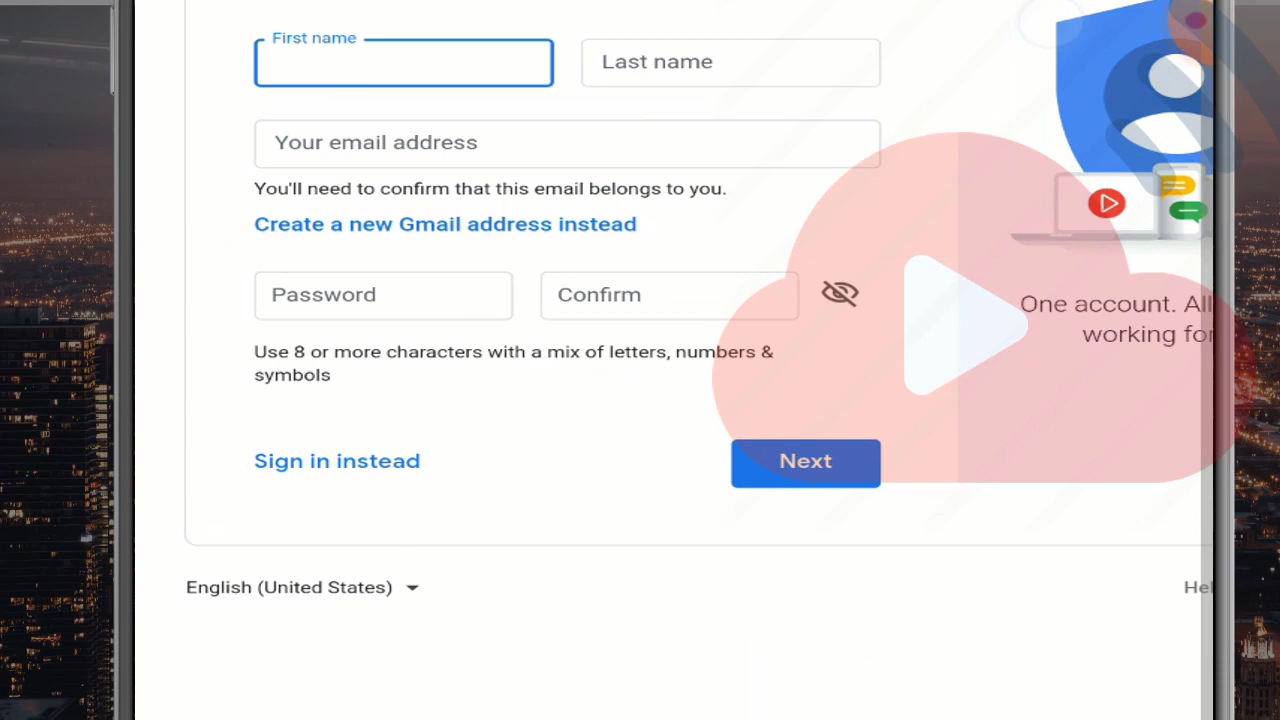 First name
Last name
Your email address
You'll need to confirm that this email belongs to you.
Create a new Gmail address instead
Password
Confirm
Use 8 or more characters with a mix of letters, numbers &
symbols
One account. All
working for
Sign in instead
Next
English (United States)
Hel